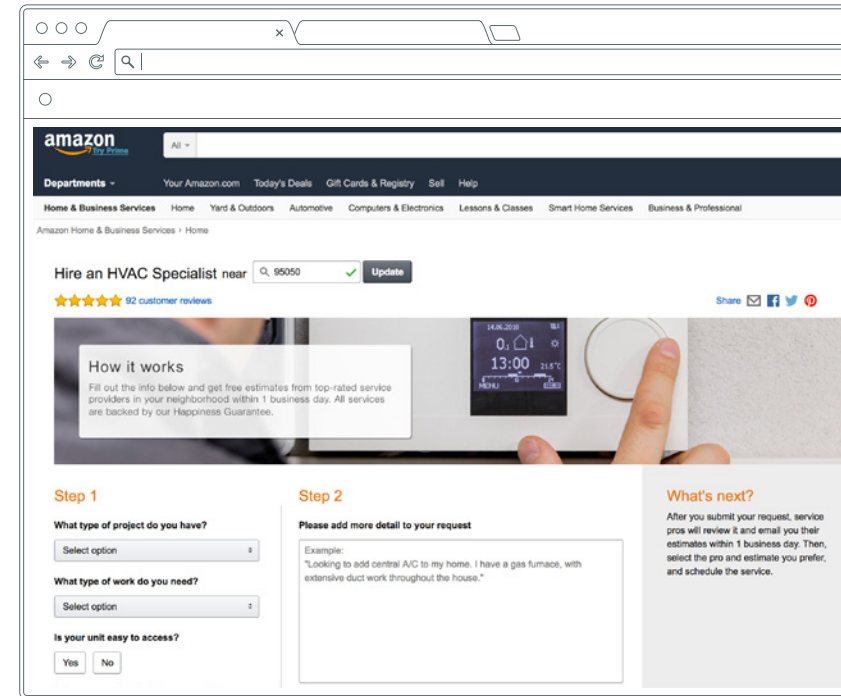 amazon
Try Prime
All
Departments
Your Amazon.com Today's Deals Gift Cards & Registry Sell Help
Home & Business Services Home Yard & Outdoors Automotive Computers & Electronics Lessons & Classes Smart Home Services Business & Professional
Amazon Home & Business Services › Home
Hire an HVAC Specialist near 95050 Update
92 customer reviews
Share
How it works
Fill out the info below and get free estimates from top-rated service
providers in your neighborhood within 1 business day. All services
are backed by our Happiness Guarantee.
14.06.2010
13:00 21.5°C
MENU
Step 1
What type of project do you have?
Select option
What type of work do you need?
Select option
Is your unit easy to access?
Yes No
Step 2
Please add more detail to your request
Example:
"Looking to add central A/C to my home. I have a gas furnace, with
extensive duct work throughout the house."
What's next?
After you submit your request, service
pros will review it and email you their
estimates within 1 business day. Then,
select the pro and estimate you prefer,
and schedule the service.